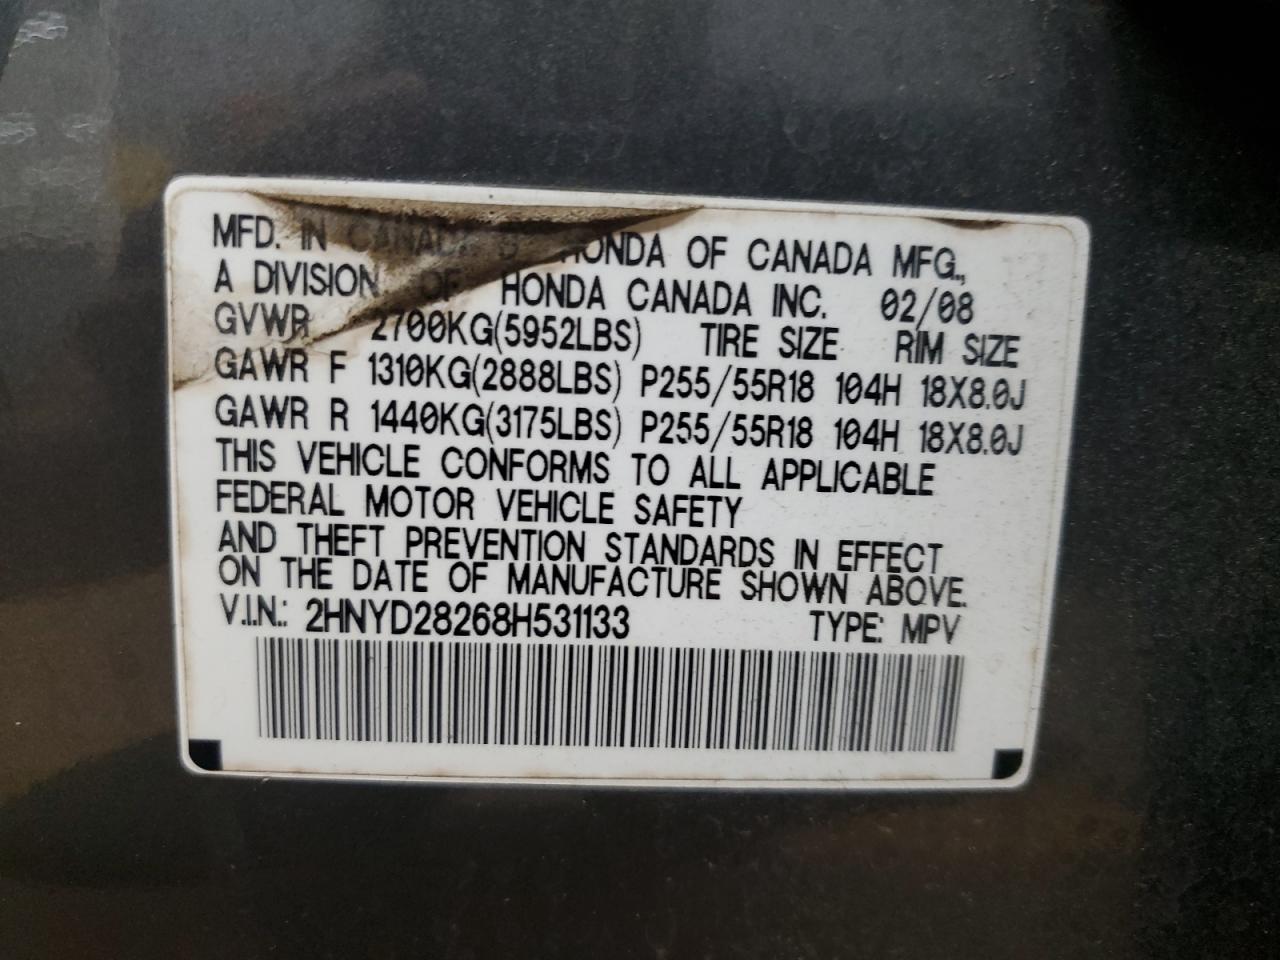 MFD. IN CANADA BY HONDA OF CANADA MFG.,
A DIVISION OF HONDA CANADA INC. 02/08
GVWR 2700KG(5952LBS) TIRE SIZE RIM SIZE
GAWR F 1310KG(2888LBS) P255/55R18 104H 18X8.0J
GAWR R 1440KG(3175LBS) P255/55R18 104H 18X8.0J
THIS VEHICLE CONFORMS TO ALL APPLICABLE
FEDERAL MOTOR VEHICLE SAFETY
AND THEFT PREVENTION STANDARDS IN EFFECT
ON THE DATE OF MANUFACTURE SHOWN ABOVE.
V.I.N.: 2HNYD28268H531133 TYPE: MPV